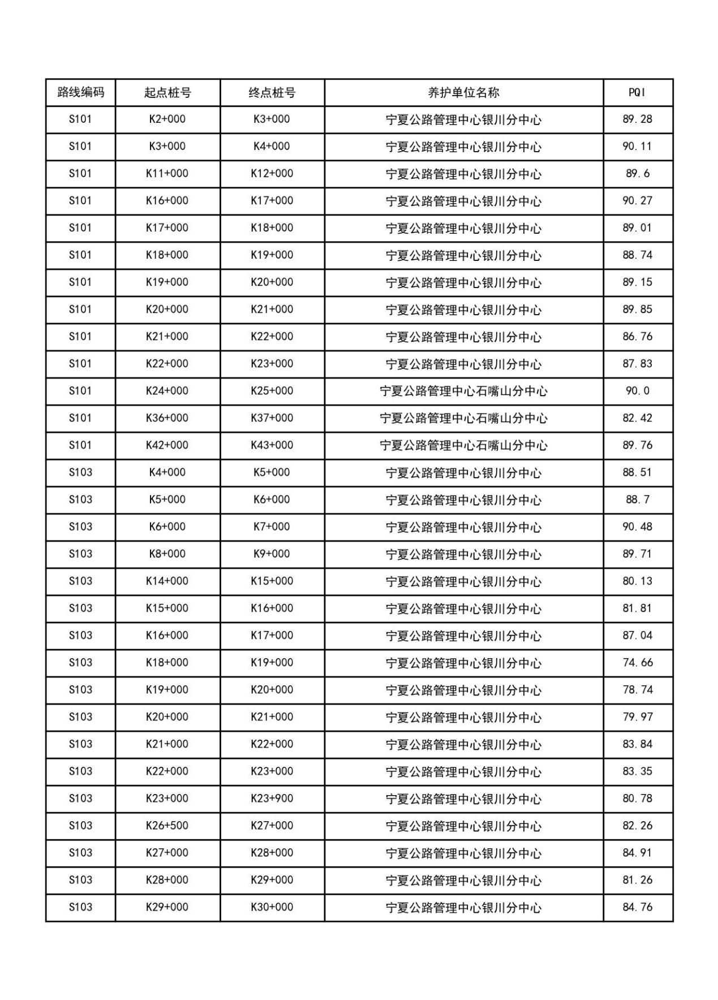 路线编码 起点桩号 终点桩号 养护单位名称 PQI
S101 K2+000 K3+000 宁夏公路管理中心银川分中心 89.28
S101 K3+000 K4+000 宁夏公路管理中心银川分中心 90.11
S101 K11+000 K12+000 宁夏公路管理中心银川分中心 89.6
S101 K16+000 K17+000 宁夏公路管理中心银川分中心 90.27
S101 K17+000 K18+000 宁夏公路管理中心银川分中心 89.01
S101 K18+000 K19+000 宁夏公路管理中心银川分中心 88.74
S101 K19+000 K20+000 宁夏公路管理中心银川分中心 89.15
S101 K20+000 K21+000 宁夏公路管理中心银川分中心 89.85
S101 K21+000 K22+000 宁夏公路管理中心银川分中心 86.76
S101 K22+000 K23+000 宁夏公路管理中心银川分中心 87.83
S101 K24+000 K25+000 宁夏公路管理中心石嘴山分中心 90.0
S101 K36+000 K37+000 宁夏公路管理中心石嘴山分中心 82.42
S101 K42+000 K43+000 宁夏公路管理中心石嘴山分中心 89.76
S103 K4+000 K5+000 宁夏公路管理中心银川分中心 88.51
S103 K5+000 K6+000 宁夏公路管理中心银川分中心 88.7
S103 K6+000 K7+000 宁夏公路管理中心银川分中心 90.48
S103 K8+000 K9+000 宁夏公路管理中心银川分中心 89.71
S103 K14+000 K15+000 宁夏公路管理中心银川分中心 80.13
S103 K15+000 K16+000 宁夏公路管理中心银川分中心 81.81
S103 K16+000 K17+000 宁夏公路管理中心银川分中心 87.04
S103 K18+000 K19+000 宁夏公路管理中心银川分中心 74.66
S103 K19+000 K20+000 宁夏公路管理中心银川分中心 78.74
S103 K20+000 K21+000 宁夏公路管理中心银川分中心 79.97
S103 K21+000 K22+000 宁夏公路管理中心银川分中心 83.84
S103 K22+000 K23+000 宁夏公路管理中心银川分中心 83.35
S103 K23+000 K23+900 宁夏公路管理中心银川分中心 80.78
S103 K26+500 K27+000 宁夏公路管理中心银川分中心 82.26
S103 K27+000 K28+000 宁夏公路管理中心银川分中心 84.91
S103 K28+000 K29+000 宁夏公路管理中心银川分中心 81.26
S103 K29+000 K30+000 宁夏公路管理中心银川分中心 84.76